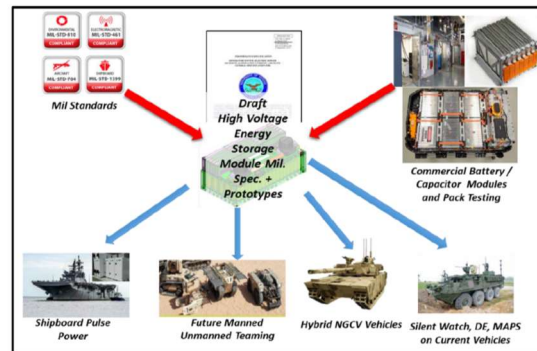 ENVIRONMENTAL
MIL-STD-810
COMPLIANT
ELECTROMAGNETIC
MIL-STD-461
COMPLIANT
AIRCRAFT
MIL-STD-704
COMPLIANT
SHIPBOARD
MIL STD-1399
COMPLIANT
Mil Standards
Draft
High Voltage
Energy
Storage
Module Mil.
Spec. +
Prototypes
Commercial Battery /
Capacitor Modules
and Pack Testing
Shipboard Pulse
Power
Future Manned
Unmanned Teaming
Hybrid NGCV Vehicles
Silent Watch, DE, MAPS
on Current Vehicles